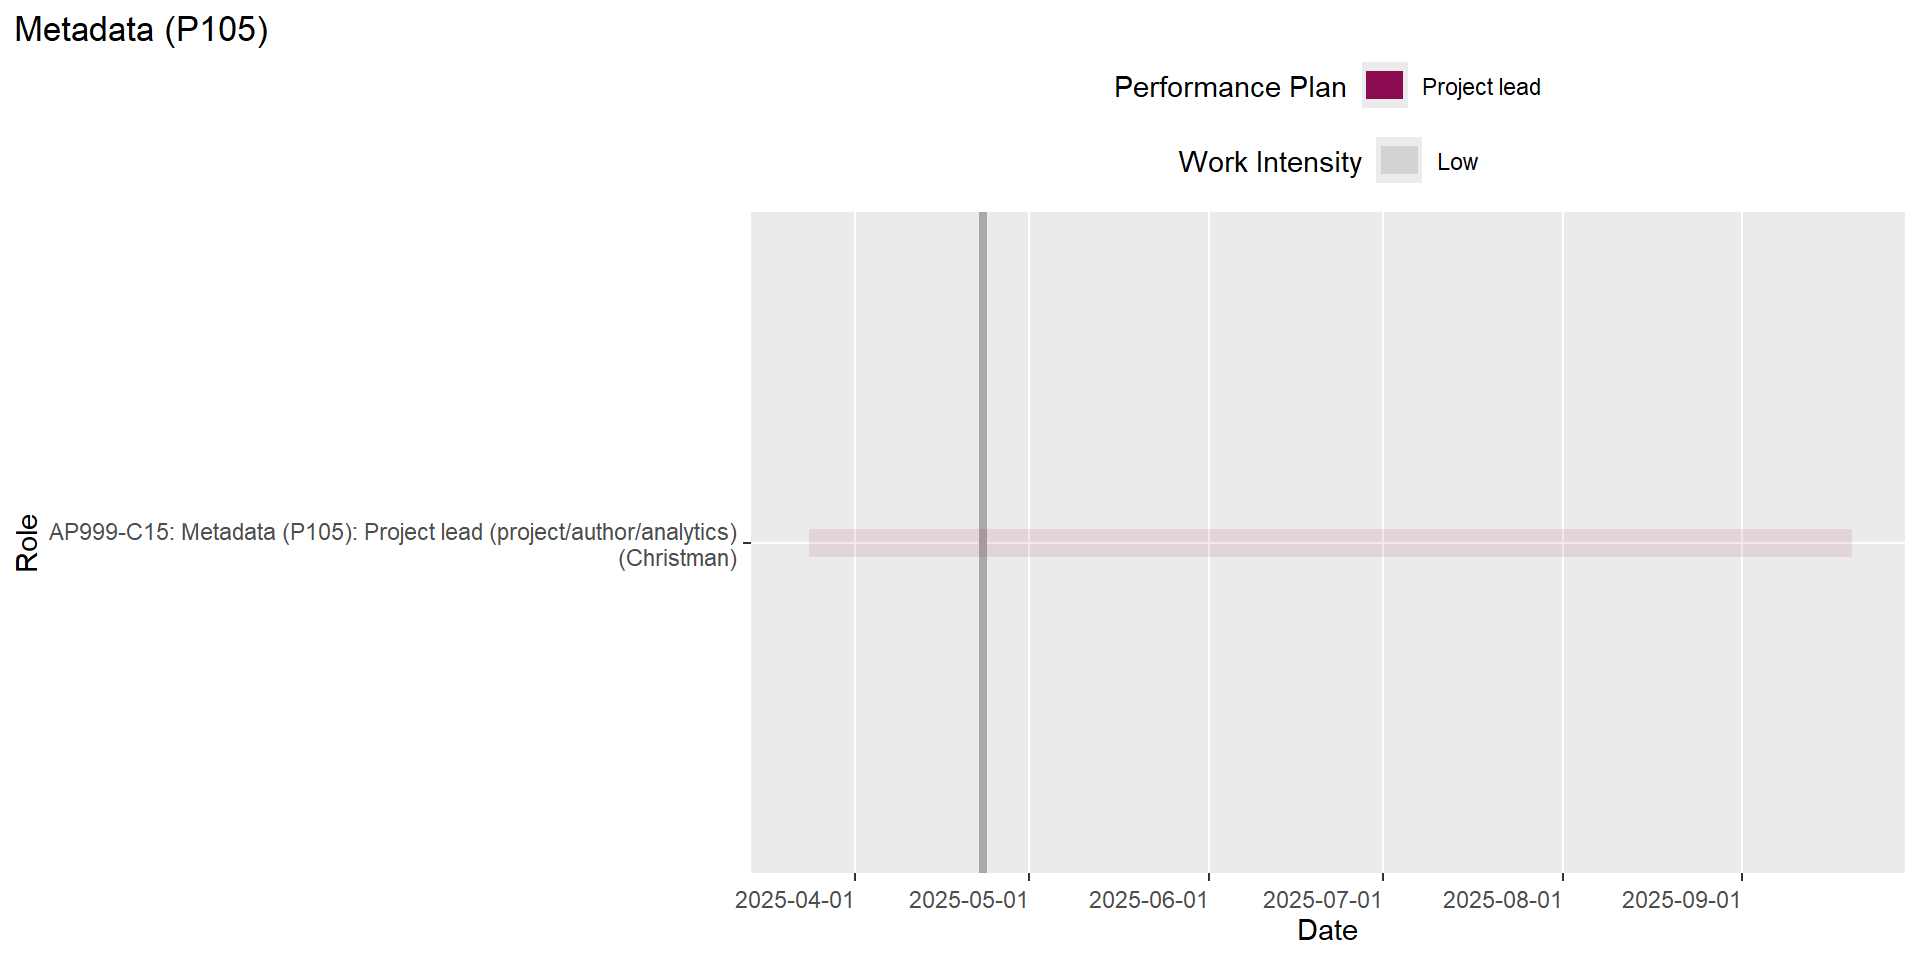 Metadata (P105)
Performance Plan
Project lead
Work Intensity
Low
Role
AP999-C15: Metadata (P105): Project lead (project/author/analytics)
(Christman)
2025-04-01
2025-05-01
2025-06-01
2025-07-01
2025-08-01
2025-09-01
Date